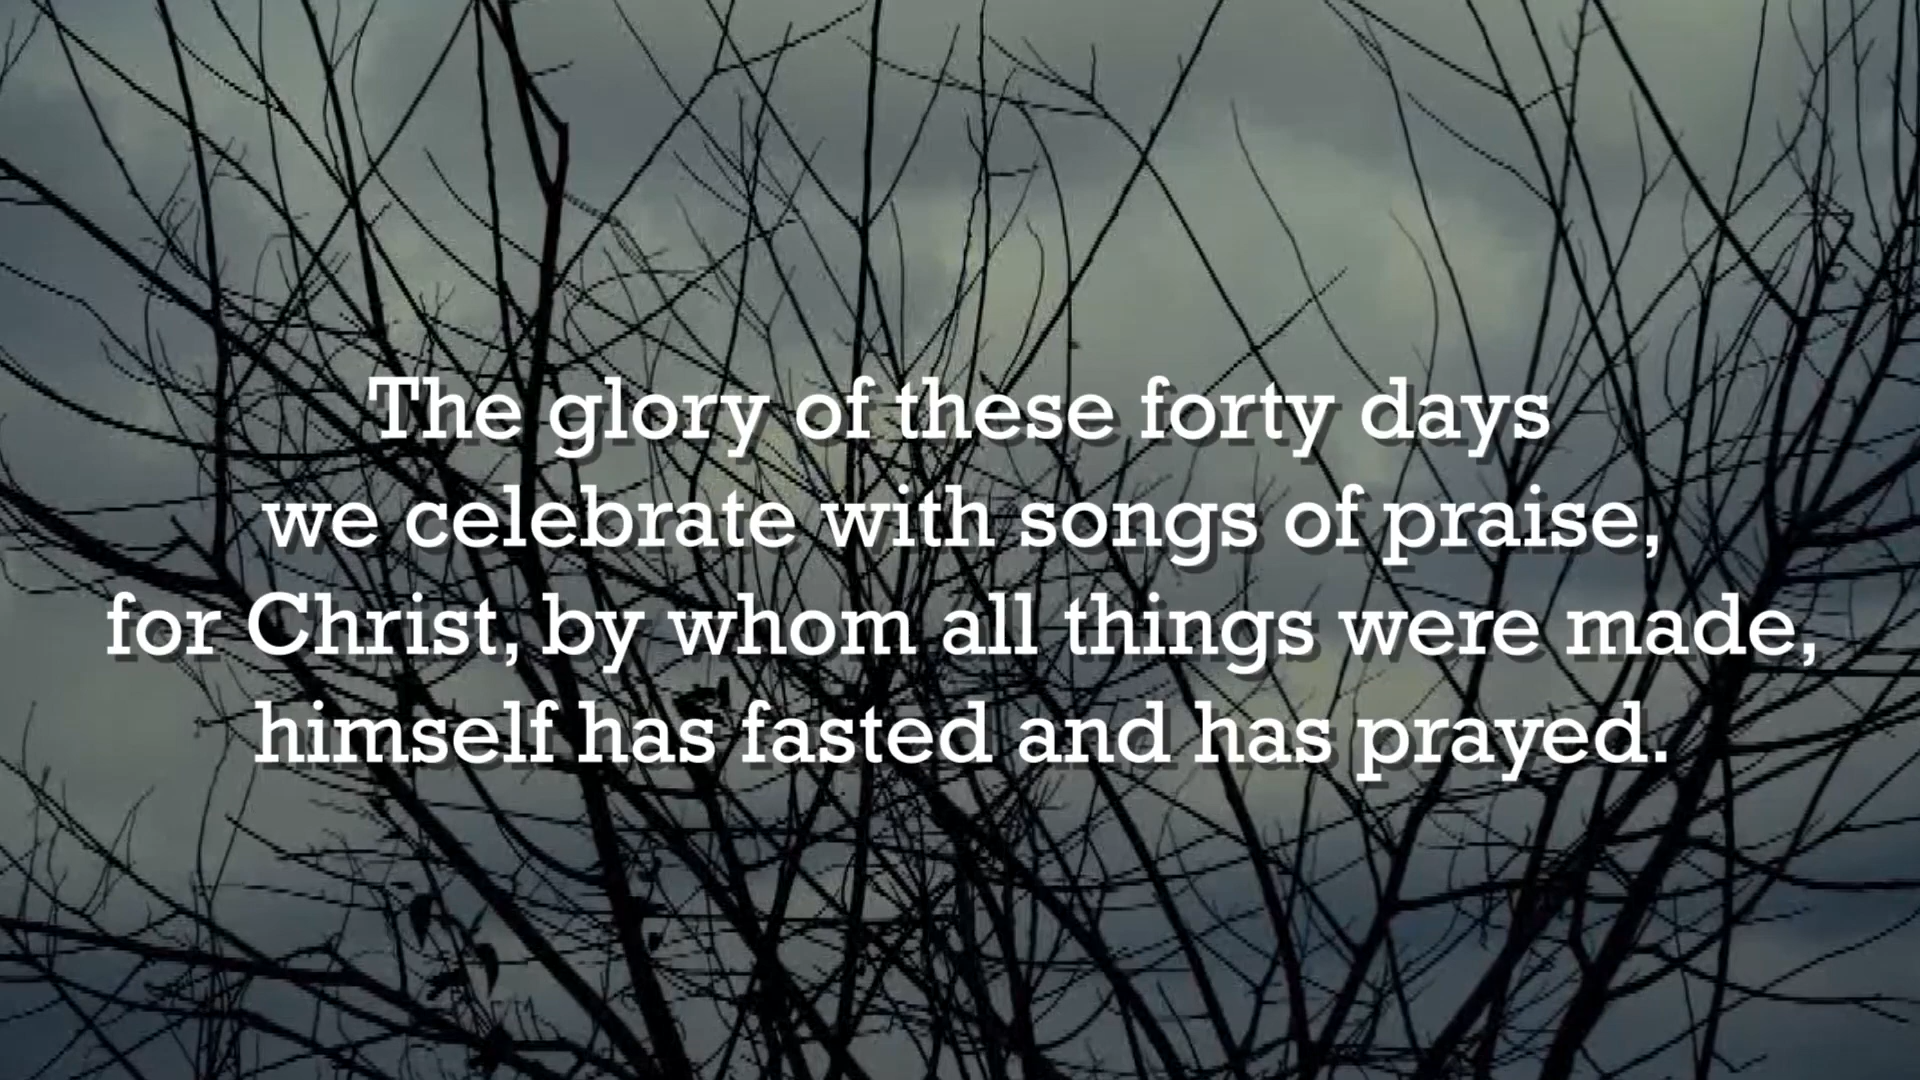 The glory of these forty days
we celebrate with songs of praise,
for Christ, by whom all things were made,
himself has fasted and has prayed.